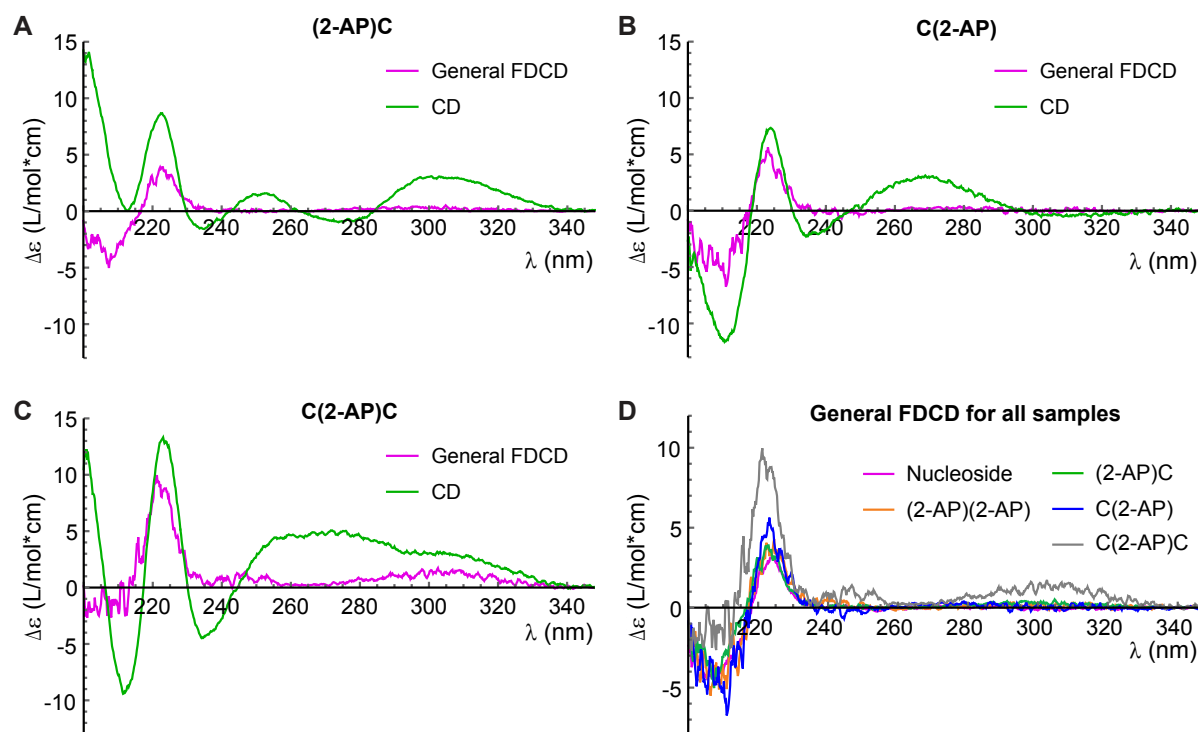 A
(2-AP)C
15
10
5
0
-5
-10
220 240 260 280 300 320 340
Δε (L/mol*cm)
λ (nm)
General FDCD
CD
B
C(2-AP)
15
10
5
0
-5
-10
220 240 260 280 300 320 340
Δε (L/mol*cm)
λ (nm)
General FDCD
CD
C
C(2-AP)C
15
10
5
0
-5
-10
220 240 260 280 300 320 340
Δε (L/mol*cm)
λ (nm)
General FDCD
CD
D
General FDCD for all samples
10
5
0
-5
220 240 260 280 300 320 340
Δε (L/mol*cm)
λ (nm)
Nucleoside
(2-AP)(2-AP)
(2-AP)C
C(2-AP)
C(2-AP)C